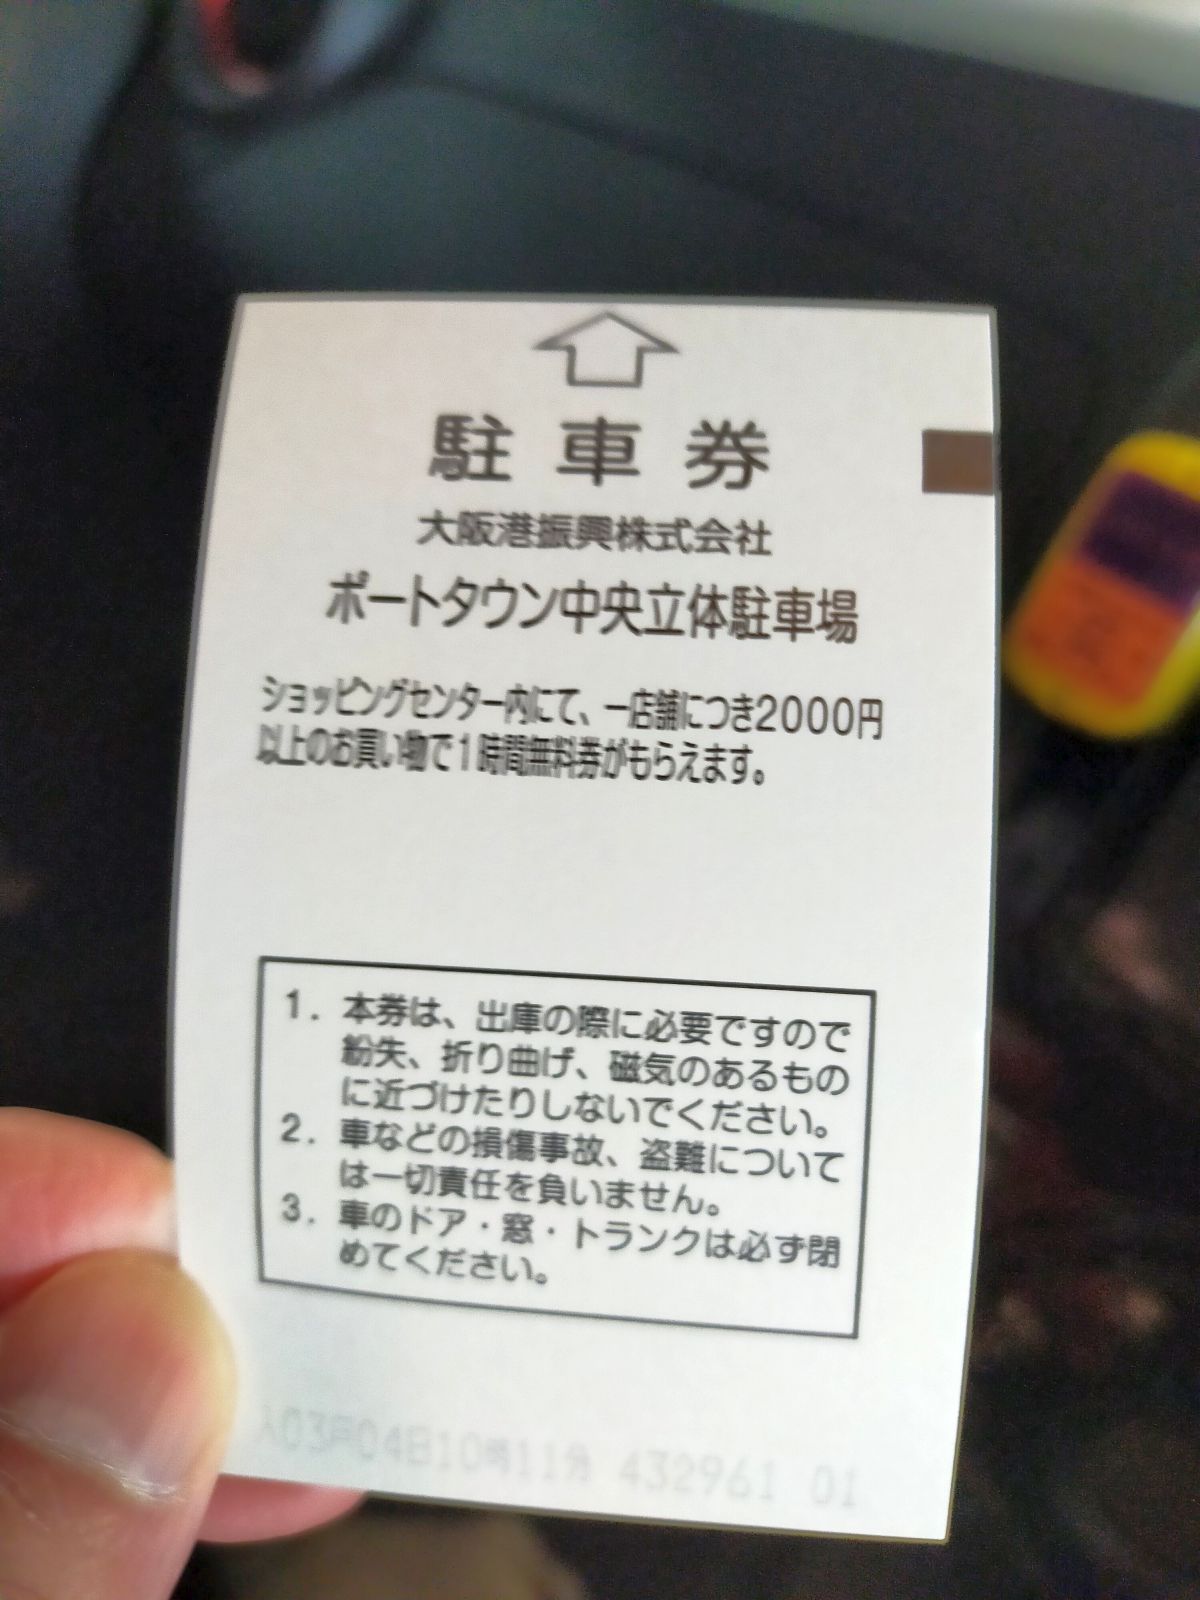 駐車券
大阪港振興株式会社
ポートタウン中央立体駐車場
ショッピングセンター内にて、一店舗につき2000円
以上のお買い物で1時間無料券がもらえます。
1. 本券は、出庫の際に必要ですので
紛失、折り曲げ、磁気のあるもの
に近づけたりしないでください。
2. 車などの損傷事故、盗難について
は一切責任を負いません。
3. 車のドア・窓・トランクは必ず閉
めてください。
入03月04日10時11分 432961 01